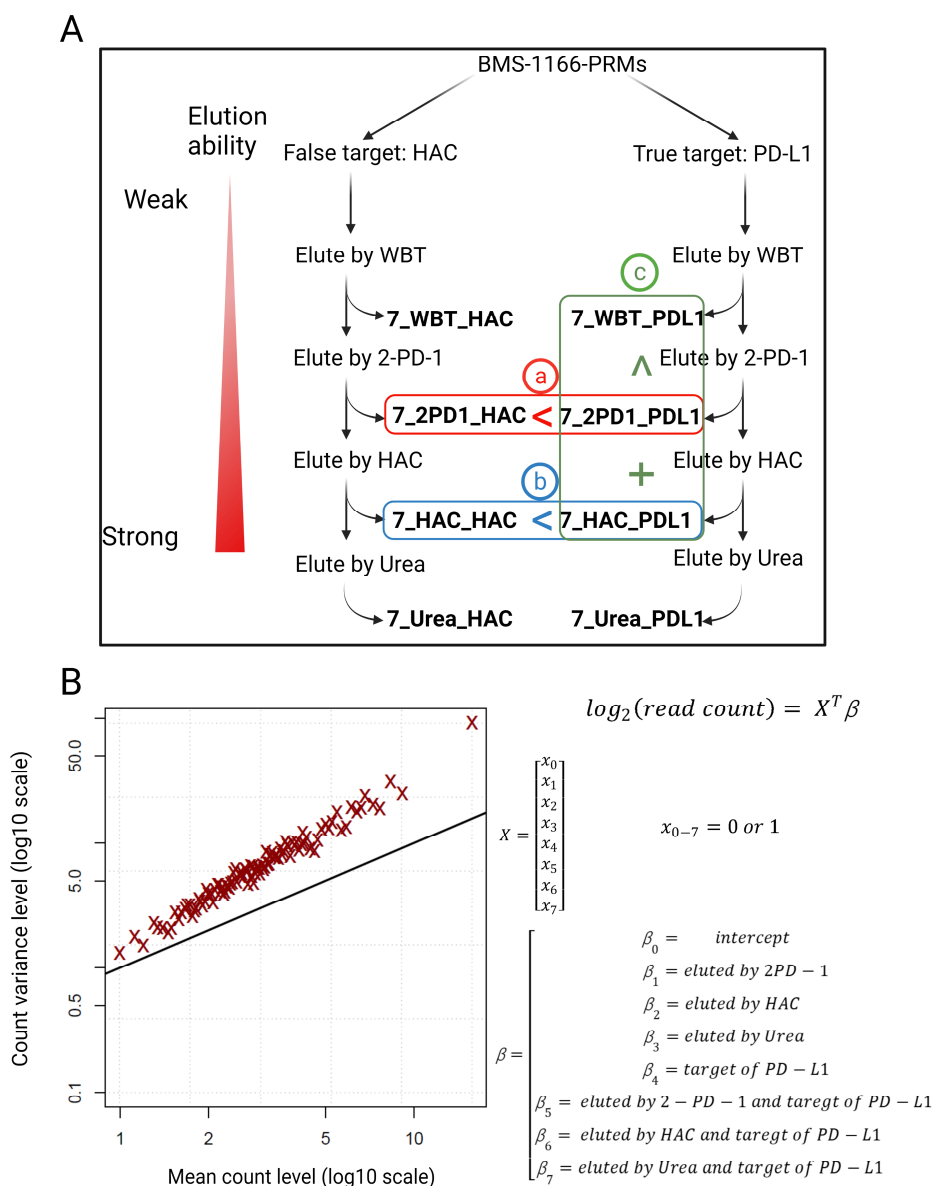 A
BMS-1166-PRMs
Elution
ability
False target: HAC
True target: PD-L1
Weak
Elute by WBT
Elute by WBT
c
7_WBT_HAC
7_WBT_PDL1
Elute by 2-PD-1
^
Elute by 2-PD-1
a
7_2PD1_HAC < 7_2PD1_PDL1
Elute by HAC
+
Elute by HAC
b
7_HAC_HAC < 7_HAC_PDL1
Strong
Elute by Urea
Elute by Urea
7_Urea_HAC
7_Urea_PDL1
B
log2(read count) = X^T β
Count variance level (log10 scale)
50.0
5.0
0.5
0.1
1 2 5 10
Mean count level (log10 scale)
X =
x0
x1
x2
x3
x4
x5
x6
x7
x0−7 = 0 or 1
β =
β0 = intercept
β1 = eluted by 2PD − 1
β2 = eluted by HAC
β3 = eluted by Urea
β4 = target of PD − L1
β5 = eluted by 2 − PD − 1 and taregt of PD − L1
β6 = eluted by HAC and taregt of PD − L1
β7 = eluted by Urea and target of PD − L1